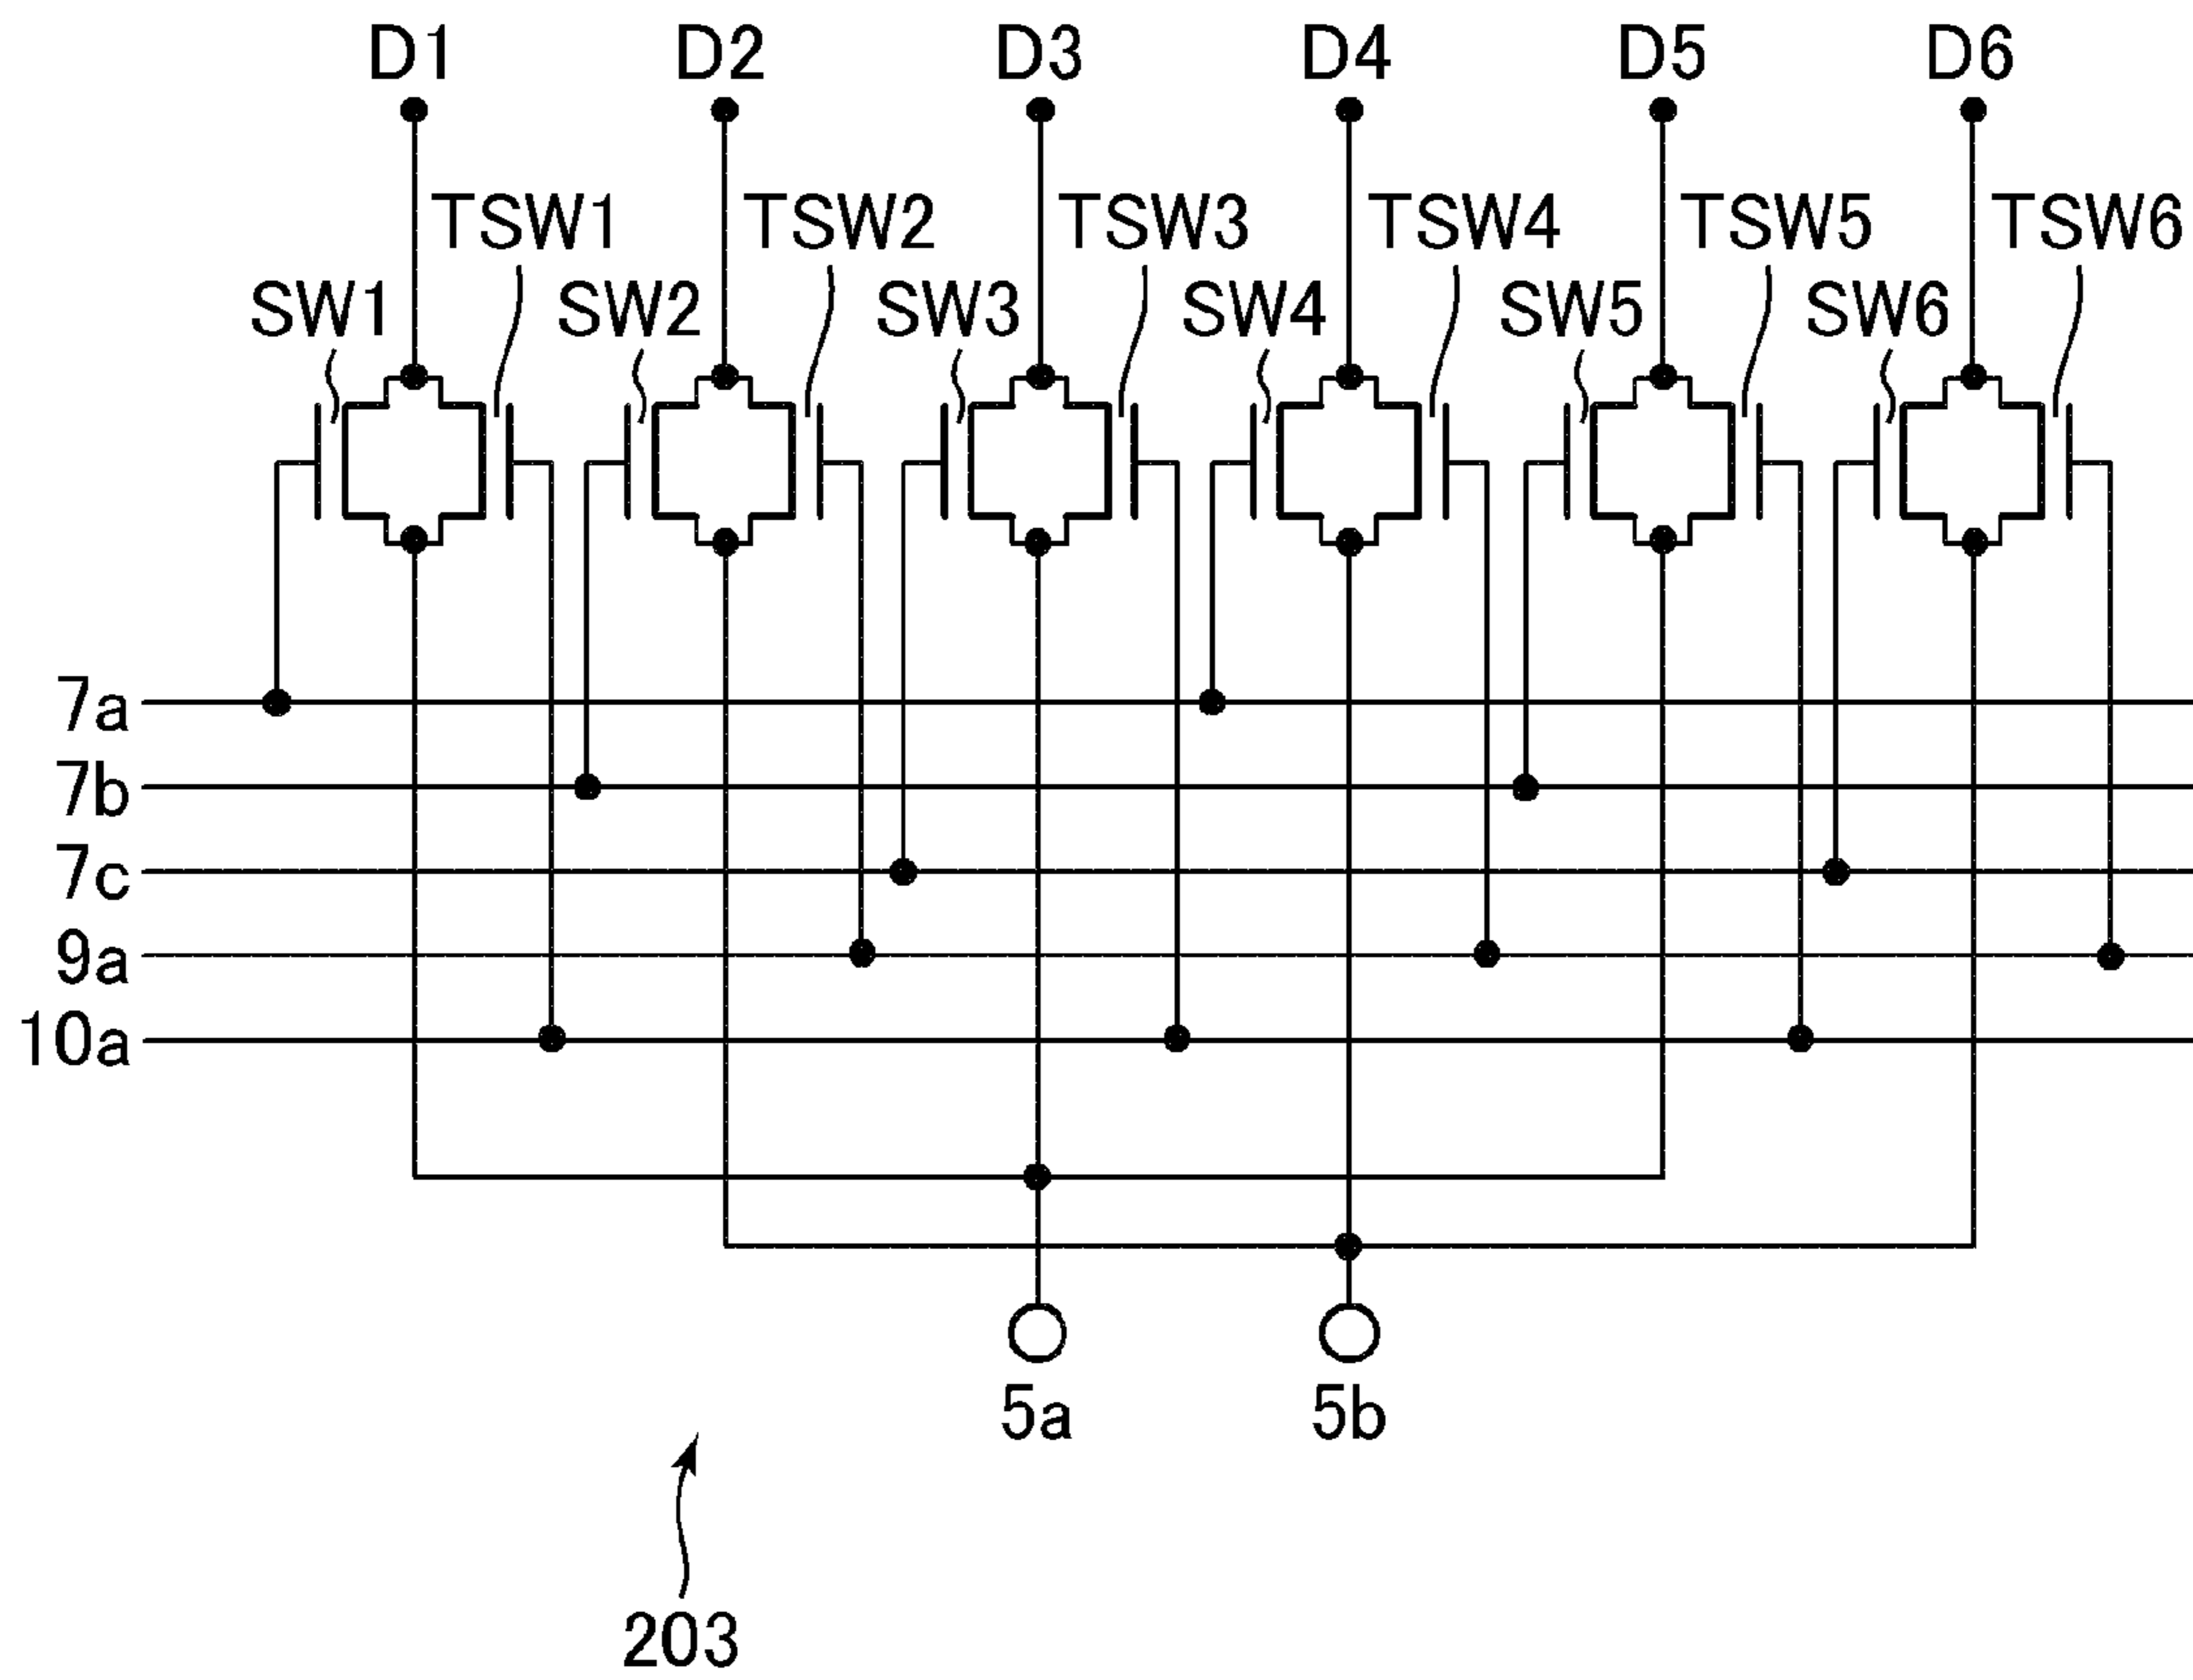 D1 D2 D3 D4 D5 D6
TSW1 TSW2 TSW3 TSW4 TSW5 TSW6
SW1 SW2 SW3 SW4 SW5 SW6
7a
7b
7c
9a
10a
5a 5b
203